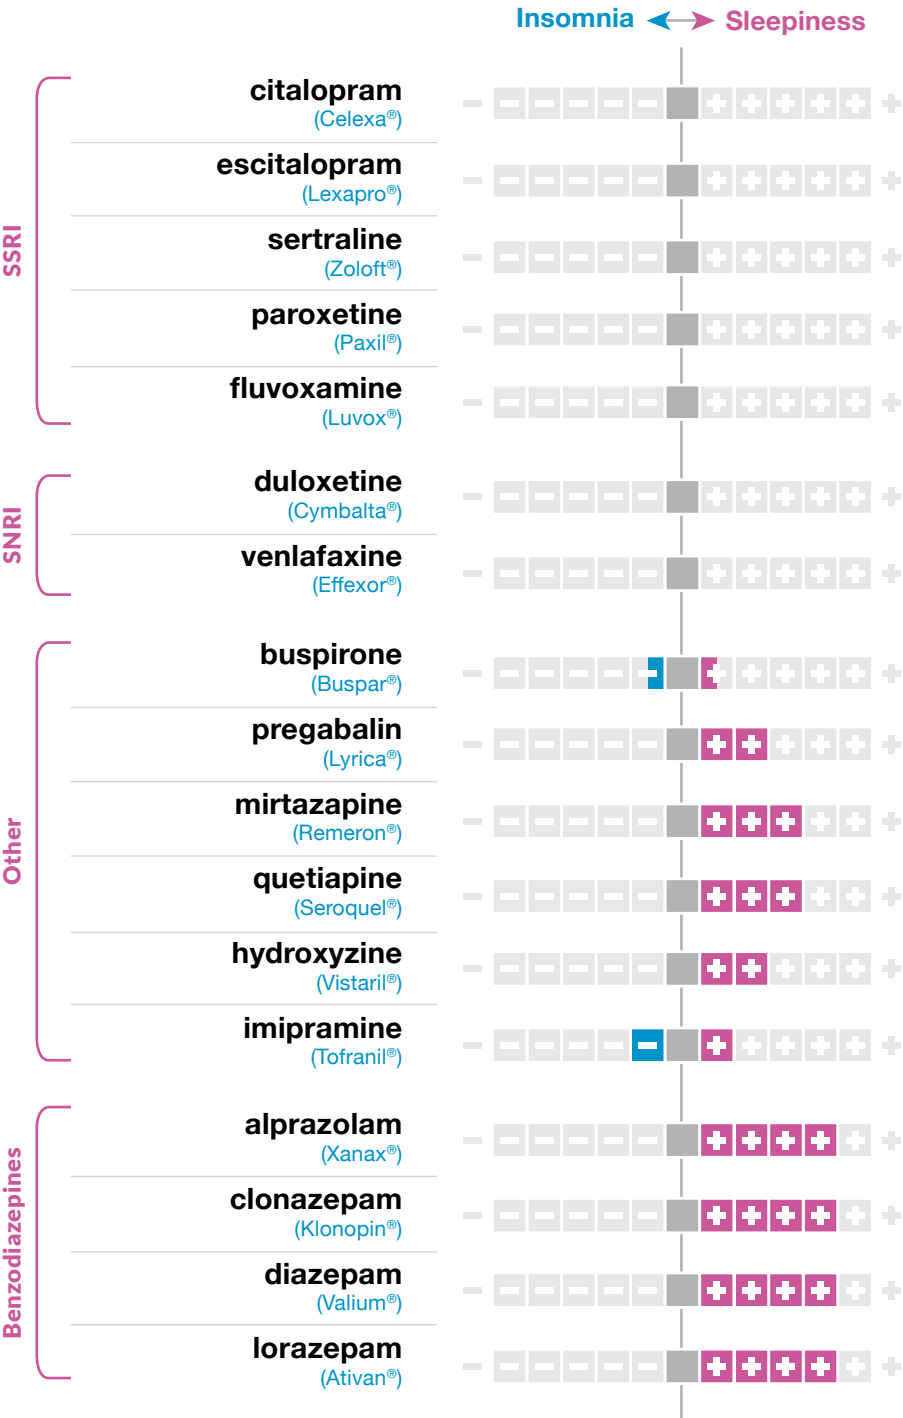 Insomnia Sleepiness
SSRI
citalopram
(Celexa®)
escitalopram
(Lexapro®)
sertraline
(Zoloft®)
paroxetine
(Paxil®)
fluvoxamine
(Luvox®)
SNRI
duloxetine
(Cymbalta®)
venlafaxine
(Effexor®)
Other
buspirone
(Buspar®)
pregabalin
(Lyrica®)
mirtazapine
(Remeron®)
quetiapine
(Seroquel®)
hydroxyzine
(Vistaril®)
imipramine
(Tofranil®)
Benzodiazepines
alprazolam
(Xanax®)
clonazepam
(Klonopin®)
diazepam
(Valium®)
lorazepam
(Ativan®)